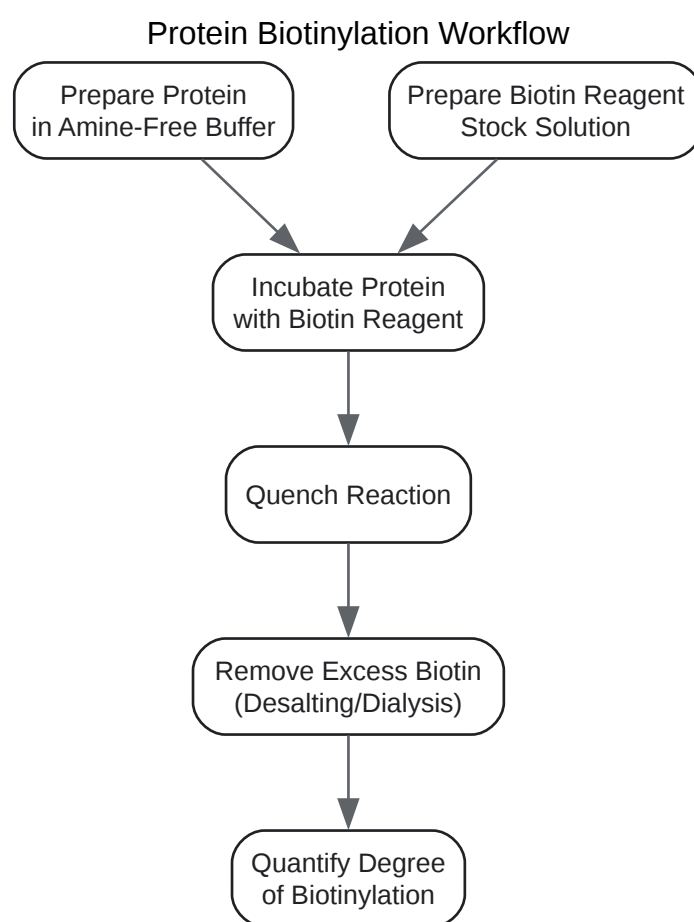 Protein Biotinylation Workflow
Prepare Protein
in Amine-Free Buffer
Prepare Biotin Reagent
Stock Solution
Incubate Protein
with Biotin Reagent
Quench Reaction
Remove Excess Biotin
(Desalting/Dialysis)
Quantify Degree
of Biotinylation